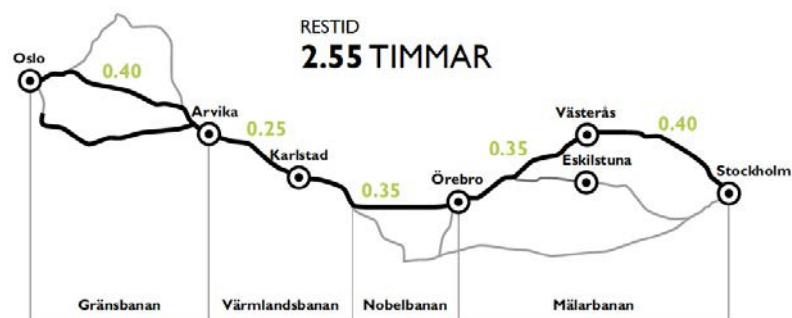 RESTID
2.55 TIMMAR
Oslo
0.40
Arvika
0.25
Karlstad
0.35
Örebro
0.35
Västerås
Eskilstuna
0.40
Stockholm
Gränsbanan
Värmlandsbanan
Nobelbanan
Mälarbanan